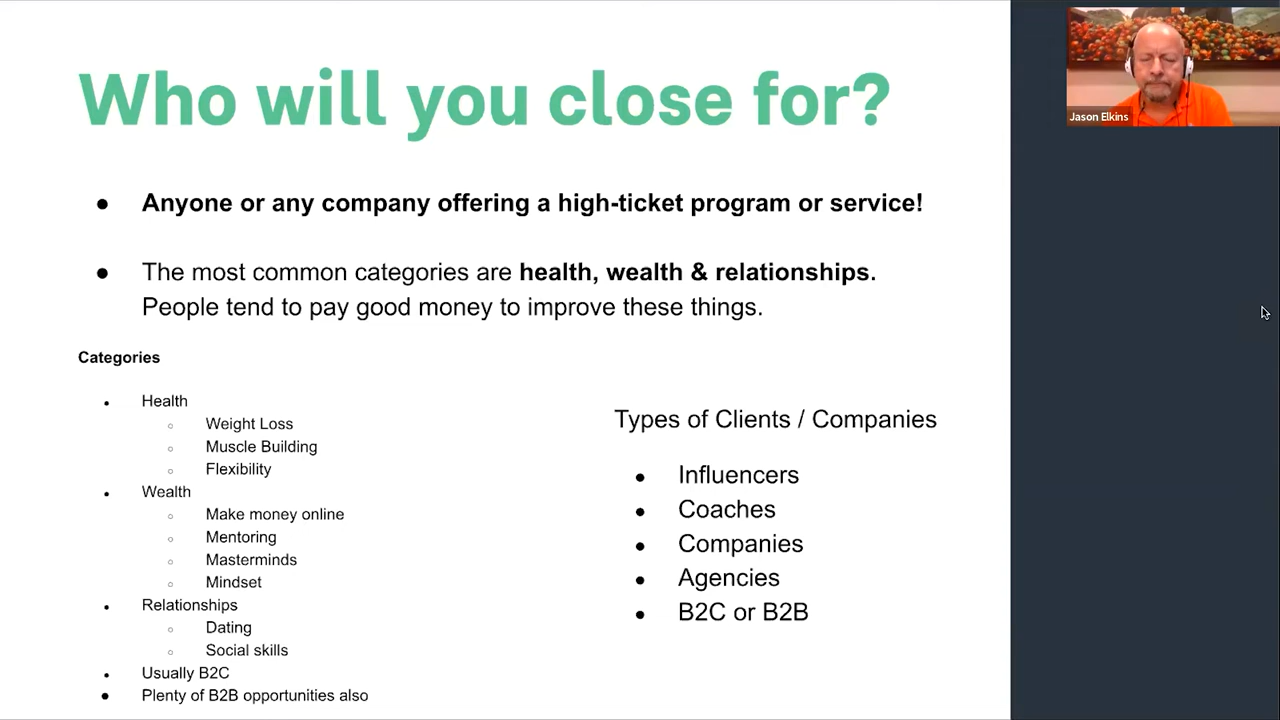 Who will you close for?
Anyone or any company offering a high-ticket program or service!
The most common categories are health, wealth & relationships.
People tend to pay good money to improve these things.
Categories
Health
Weight Loss
Muscle Building
Flexibility
Wealth
Make money online
Mentoring
Masterminds
Mindset
Relationships
Dating
Social skills
Usually B2C
Plenty of B2B opportunities also
Types of Clients / Companies
Influencers
Coaches
Companies
Agencies
B2C or B2B
Jason Elkins